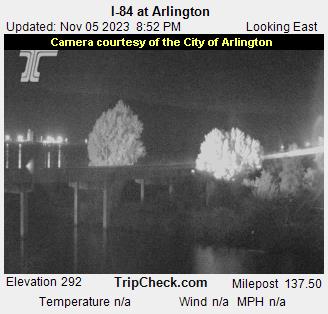 I-84 at Arlington
Updated: Nov 05 2023 8:52 PM Looking East
Camera courtesy of the City of Arlington
Elevation 292 TripCheck.com Milepost 137.50
Temperature n/a Wind n/a MPH n/a